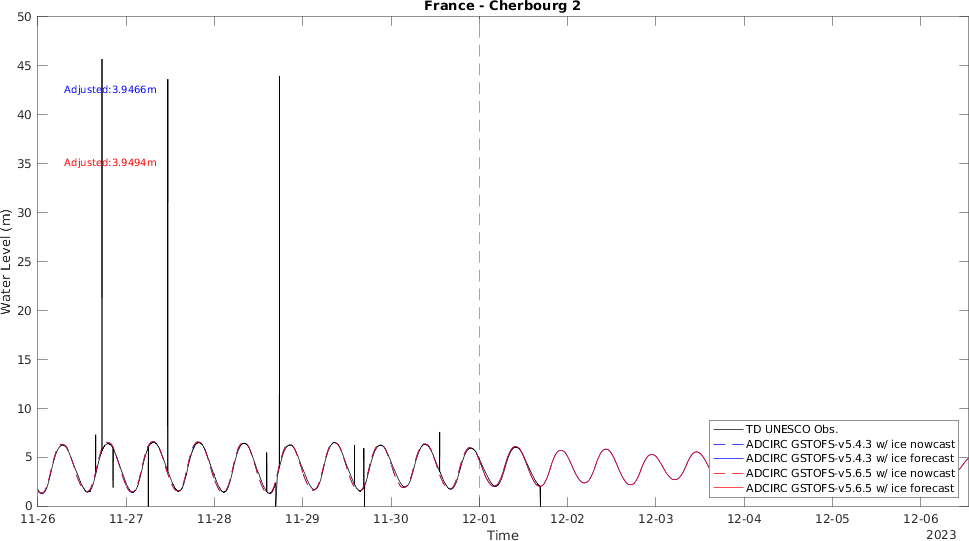 France - Cherbourg 2
50
45
40
35
30
25
20
15
10
5
0
Water Level (m)
Adjusted:3.9466m
Adjusted:3.9494m
TD UNESCO Obs.
ADCIRC GSTOFS-v5.4.3 w/ ice nowcast
ADCIRC GSTOFS-v5.4.3 w/ ice forecast
ADCIRC GSTOFS-v5.6.5 w/ ice nowcast
ADCIRC GSTOFS-v5.6.5 w/ ice forecast
11-26 11-27 11-28 11-29 11-30 12-01 12-02 12-03 12-04 12-05 12-06
Time
2023